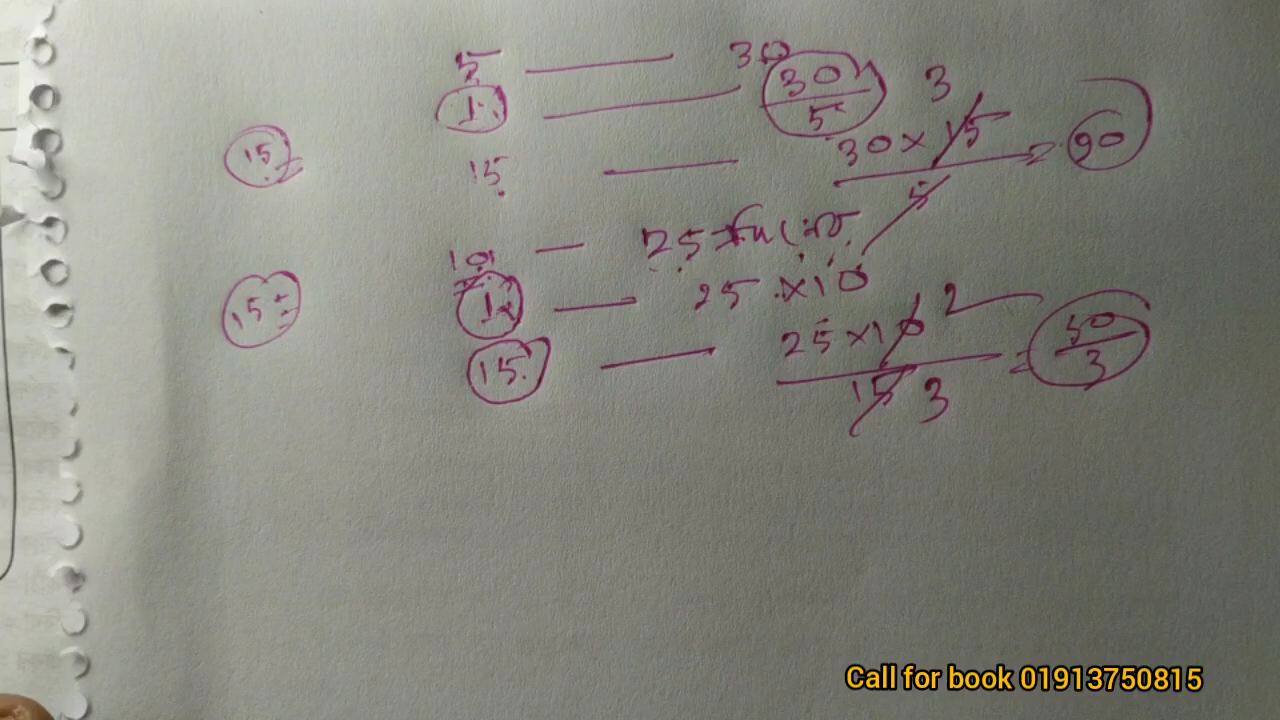 5 — 30
1 — 30/5
15 15 — 30 × 15/5 = 90
10 — 25
15 1 — 25 × 10
15 — 25 × 10/15 2 3 = 50/3
3
Call for book 01913750815